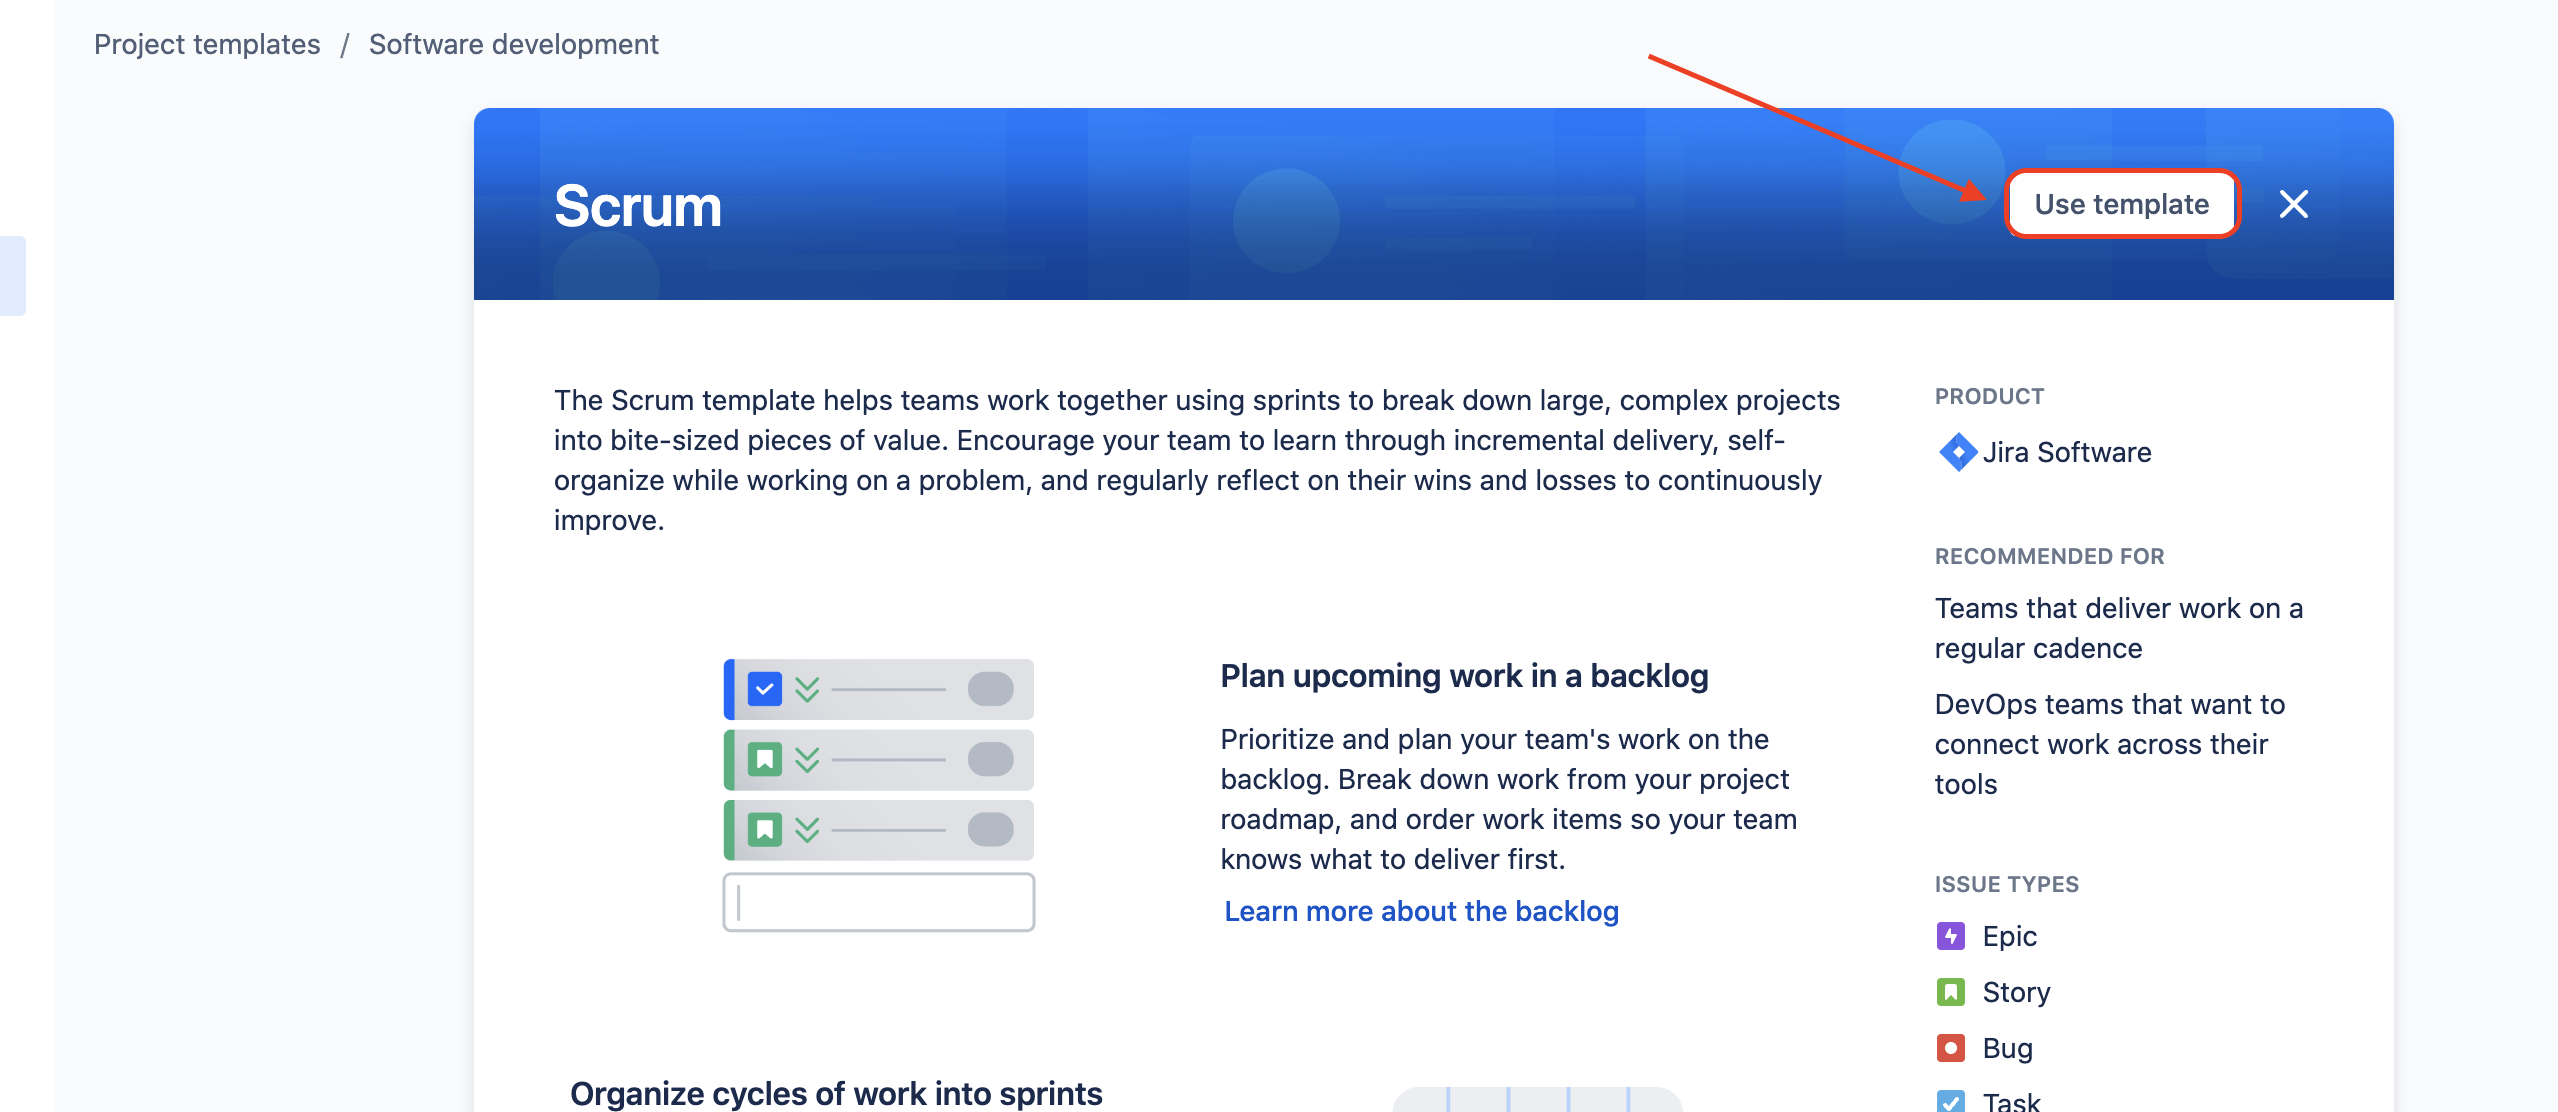 Project templates / Software development
Scrum
Use template
The Scrum template helps teams work together using sprints to break down large, complex projects
into bite-sized pieces of value. Encourage your team to learn through incremental delivery, self-
organize while working on a problem, and regularly reflect on their wins and losses to continuously
improve.
Plan upcoming work in a backlog
Prioritize and plan your team's work on the
backlog. Break down work from your project
roadmap, and order work items so your team
knows what to deliver first.
Learn more about the backlog
Organize cycles of work into sprints
PRODUCT
Jira Software
RECOMMENDED FOR
Teams that deliver work on a
regular cadence
DevOps teams that want to
connect work across their
tools
ISSUE TYPES
Epic
Story
Bug
Task